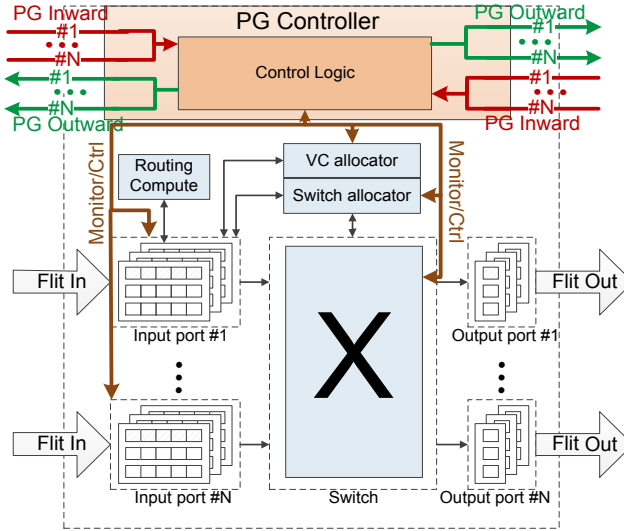 PG Controller
PG Inward
#1
#N
#1
#N
PG Outward
Control Logic
PG Outward
#1
#N
#1
#N
PG Inward
Monitor/Ctrl
Routing
Compute
VC allocator
Switch allocator
Monitor/Ctrl
Flit In
Input port #1
X
Output port #1
Flit Out
Flit In
Input port #N
Switch
Output port #N
Flit Out